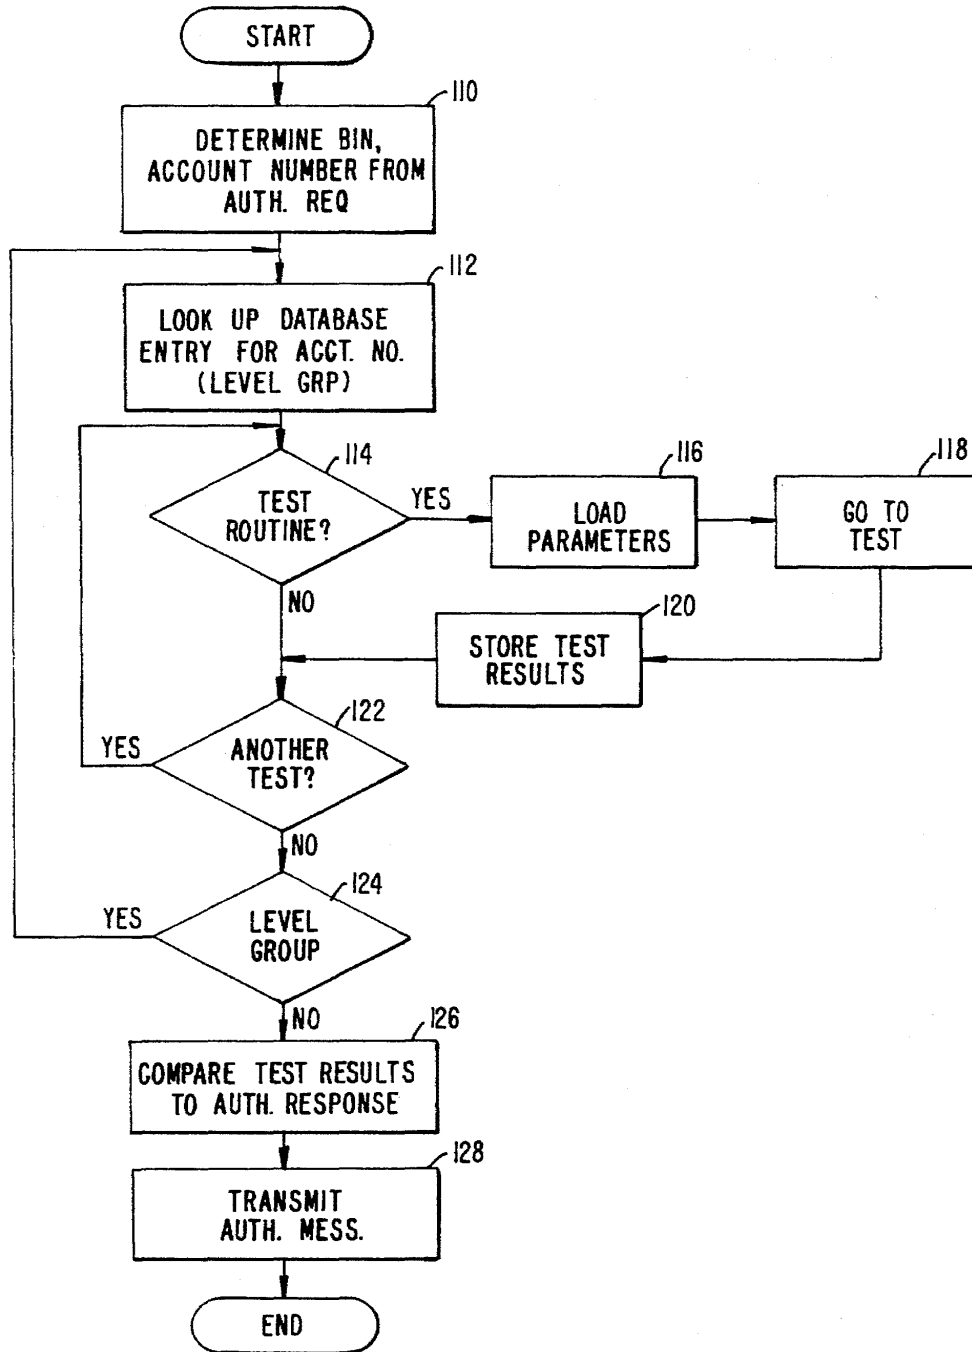 START
110
DETERMINE BIN,
ACCOUNT NUMBER FROM
AUTH. REQ
112
LOOK UP DATABASE
ENTRY FOR ACCT. NO.
(LEVEL GRP)
114
TEST
ROUTINE?
YES
116
LOAD
PARAMETERS
118
GO TO
TEST
NO
120
STORE TEST
RESULTS
122
ANOTHER
TEST?
YES
NO
124
LEVEL
GROUP
YES
NO
126
COMPARE TEST RESULTS
TO AUTH. RESPONSE
128
TRANSMIT
AUTH. MESS.
END